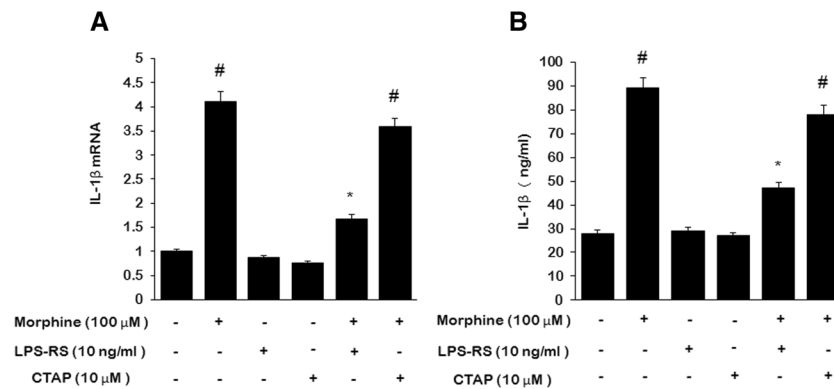 A
B
IL-1β mRNA
5
4.5
4
3.5
3
2.5
2
1.5
1
0.5
0
#
*
#
Morphine (100 μM) - + - - + +
LPS-RS (10 ng/ml) - - + - + -
CTAP (10 μM) - - - + - +
IL-1β ( ng/ml)
100
90
80
70
60
50
40
30
20
10
0
#
*
#
Morphine (100 μM) - + - - + +
LPS-RS (10 ng/ml) - - + - + -
CTAP (10 μM) - - - + - +